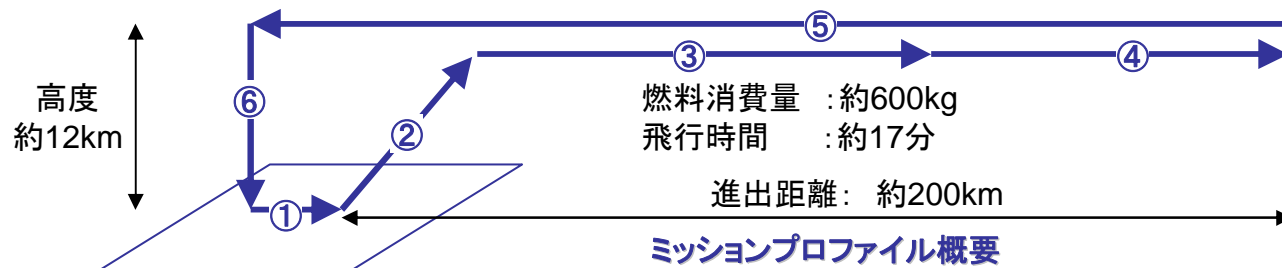 ⑤
③
④
高度
約12km
⑥
②
燃料消費量 ：約600kg
飛行時間 ：約17分
進出距離： 約200km
①
ミッションプロファイル概要